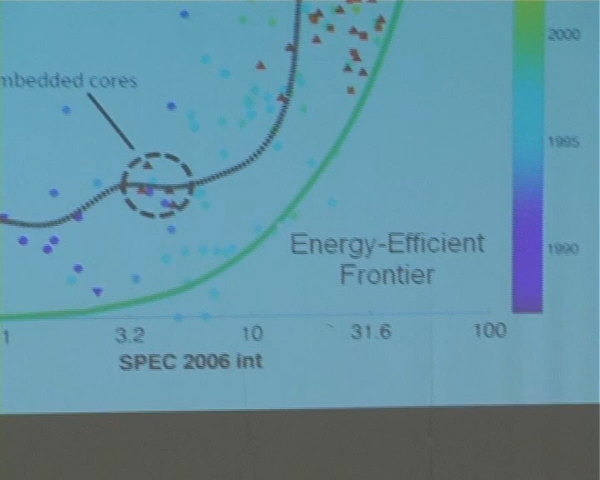 mbedded cores
2000
1995
1990
Energy-Efficient
Frontier
1 3.2 10 31.6 100
SPEC 2006 int